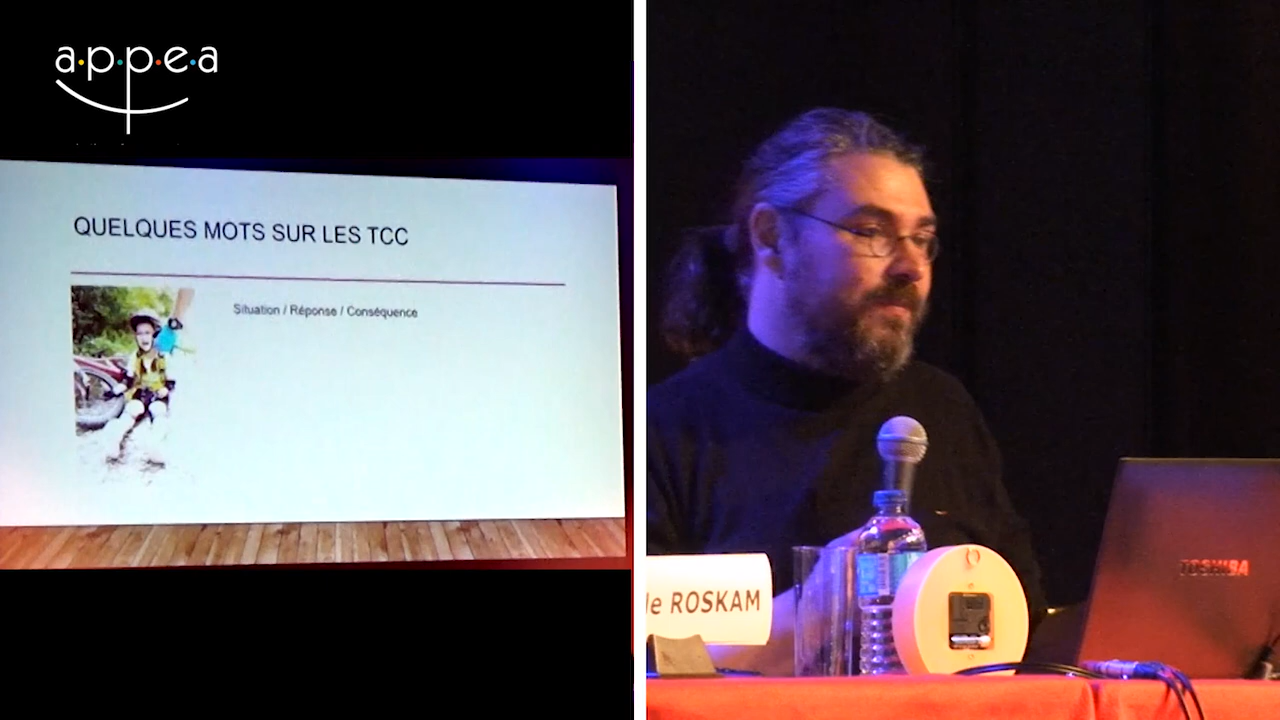 a·p·p·e·a
QUELQUES MOTS SUR LES TCC
Situation / Réponse / Conséquence
le ROSKAM
TOSHIBA